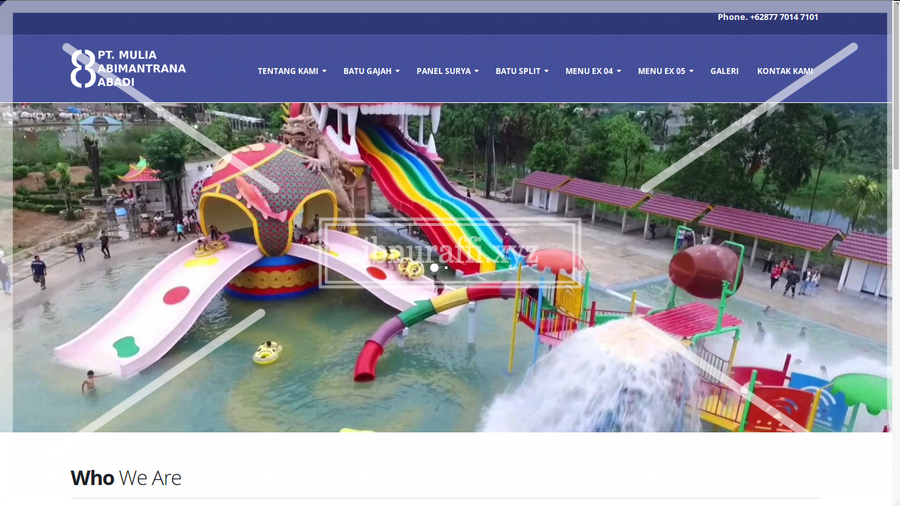 Phone. +62877 7014 7101
PT. MULIA
ABIMANTRANA
ABADI
TENTANG KAMI BATU GAJAH PANEL SURYA BATU SPLIT MENU EX 04 MENU EX 05 GALERI KONTAK KAMI
ibnuraffi.xyz
Who We Are